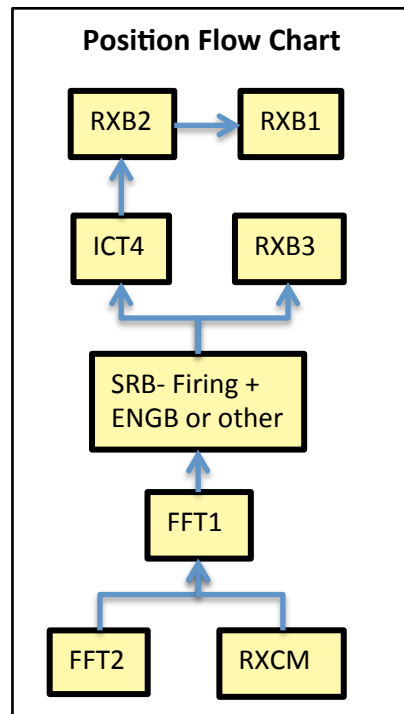 Position Flow Chart
RXB2
RXB1
ICT4
RXB3
SRB- Firing +
ENGB or other
FFT1
FFT2
RXCM